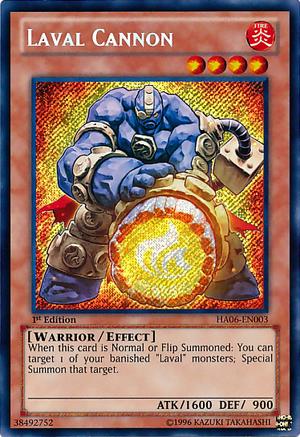 Laval Cannon
FIRE
炎
1st Edition
HA06-EN003
[Warrior / Effect]
When this card is Normal or Flip Summoned: You can
target 1 of your banished "Laval" monsters; Special
Summon that target.
ATK/1600 DEF/ 900
38492752
©1996 KAZUKI TAKAHASHI